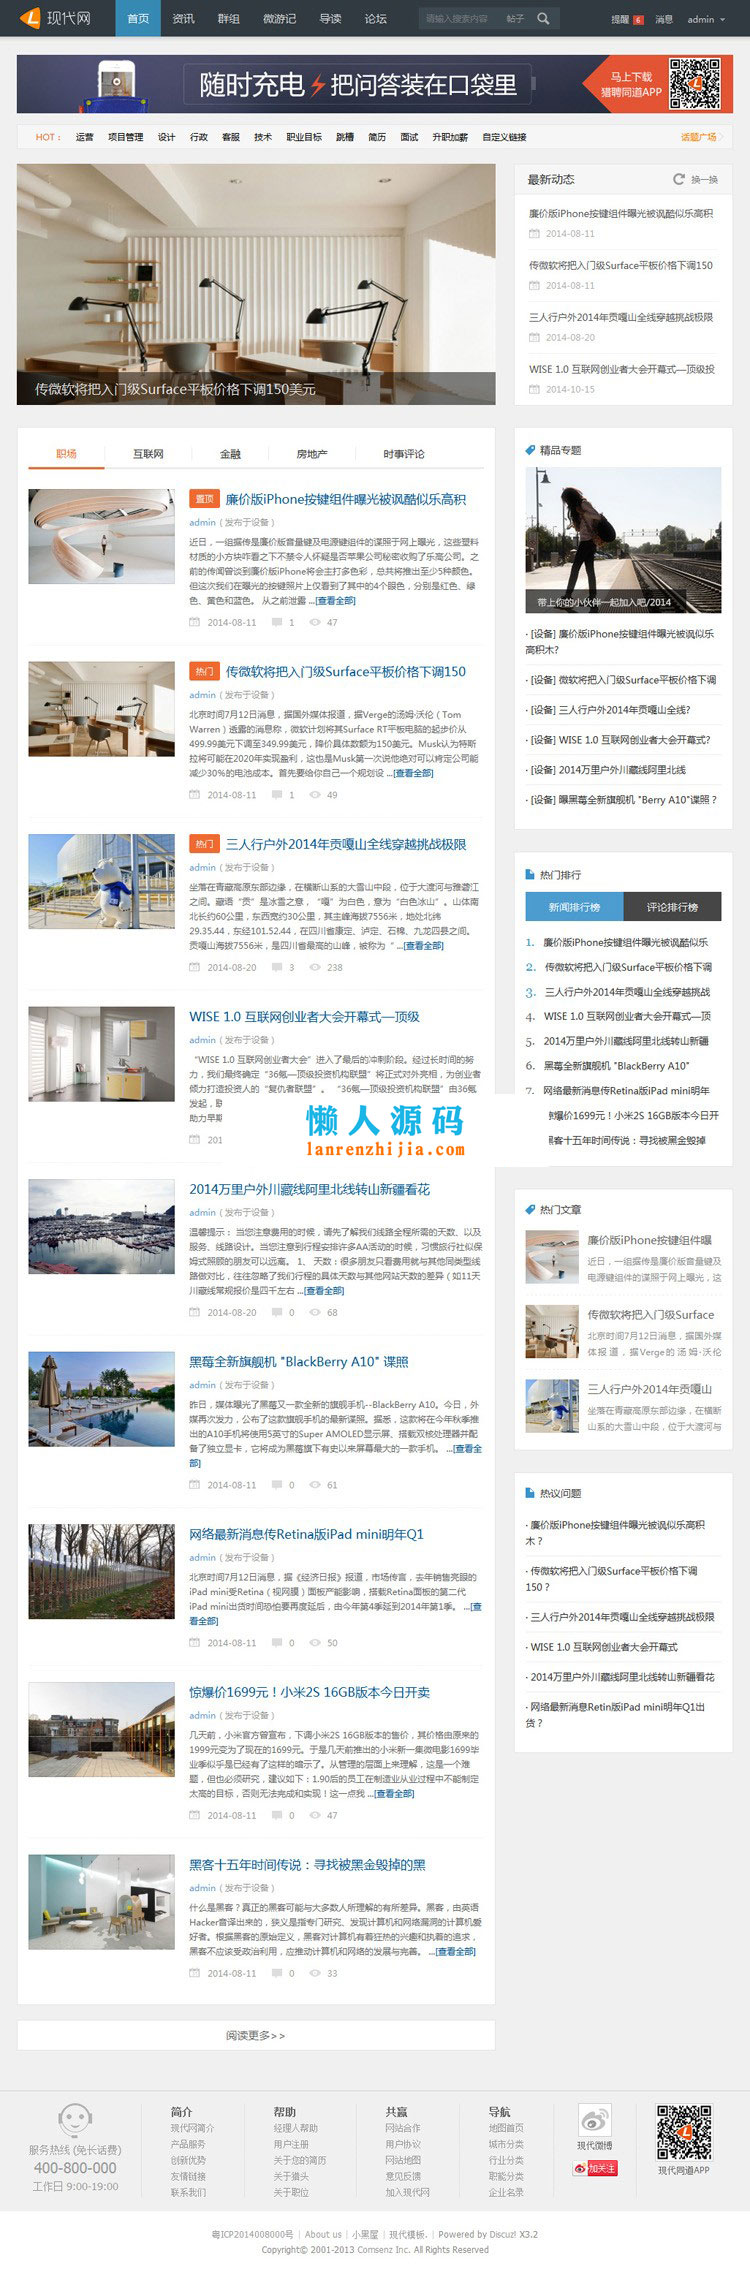 现代网 首页 资讯 群组 微游记 导读 论坛 请输入搜索内容 帖子 提醒 6 消息 admin
随时充电 把问答装在口袋里
马上下载
猎聘同道APP
HOT： 运营 项目管理 设计 行政 客服 技术 职业目标 跳槽 简历 面试 升职加薪 自定义链接 话题广场
传微软将把入门级Surface平板价格下调150美元
最新动态 换一换
廉价版iPhone按键组件曝光被讽酷似乐高积
2014-08-11
传微软将把入门级Surface平板价格下调150
2014-08-11
三人行户外2014年贡嘎山全线穿越挑战极限
2014-08-20
WISE 1.0 互联网创业者大会开幕式—顶级投
2014-10-15
职场 互联网 金融 房地产 时事评论
置顶 廉价版iPhone按键组件曝光被讽酷似乐高积
admin ( 发布于设备 )
近日，一组据传是廉价版音量键及电源键组件的谍照于网上曝光，这些塑料
材质的小方块咋看之下不禁令人怀疑是否苹果公司秘密收购了乐高公司。之
前的传闻曾谈到廉价版iPhone将会主打多色彩，总共将推出至少5种颜色。
但这次我们在曝光的按键照片上仅看到了其中的4个颜色，分别是红色、绿
色、黄色和蓝色。 从之前泄露 ...[查看全部]
2014-08-11 1 47
热门 传微软将把入门级Surface平板价格下调150
admin ( 发布于设备 )
北京时间7月12日消息，据国外媒体报道，据Verge的汤姆·沃伦（Tom
Warren）透露的消息称，微软计划将其Surface RT平板电脑的起步价从
499.99美元下调至349.99美元，降价具体数额为150美元。Musk认为特斯
拉将可能在2020年实现盈利，这也是Musk第一次说他绝对可以肯定公司能
减少30%的电池成本。首先要给你自己一个规划设 ...[查看全部]
2014-08-11 1 49
热门 三人行户外2014年贡嘎山全线穿越挑战极限
admin ( 发布于设备 )
坐落在青藏高原东部边缘，在横断山系的大雪山中段，位于大渡河与雅砻江
之间。藏语“贡”是冰雪之意，“嘎”为白色，意为“白色冰山”。山体南
北长约60公里，东西宽约30公里，其主峰海拔7556米，地处北纬
29.35.44，东经101.52.44，在四川省康定、泸定、石棉、九龙四县之间。
贡嘎山海拔7556米，是四川省最高的山峰，被称为“ ...[查看全部]
2014-08-20 3 238
WISE 1.0 互联网创业者大会开幕式—顶级
admin ( 发布于设备 )
“WISE 1.0 互联网创业者大会”进入了最后的冲刺阶段。经过长时间的努
力，我们最终确定“36氪—顶级投资机构联盟”将正式对外亮相，为创业者
倾力打造投资人的“复仇者联盟”。 “36氪—顶级投资机构联盟”由36氪
发起，
助力早期
201
懒人源码
lanrenzhijia.com
2014万里户外川藏线阿里北线转山新疆看花
admin ( 发布于设备 )
温馨提示： 当您注意费用的时候，请先了解我们线路全程所需的天数、以及
服务、线路设计。当您注意到行程安排许多AA活动的时候，习惯旅行社似保
姆式照顾的朋友可以远离。 1、 天数：很多朋友只看费用就与其他同类型线
路做对比，往往忽略了我们行程的具体天数与其他网站天数的差异（如11天
川藏线常规报价是四千左右 ...[查看全部]
2014-08-20 0 68
黑莓全新旗舰机 "BlackBerry A10" 谍照
admin ( 发布于设备 )
昨日，媒体曝光了黑莓又一款全新的旗舰手机--BlackBerry A10。今日，外
媒再次发力，公布了这款旗舰手机的最新谍照。据悉，这款将在今年秋季推
出的A10手机将使用5英寸的Super AMOLED显示屏、搭载双核处理器并配
备了独立显卡，它将成为黑莓旗下有史以来屏幕最大的一款手机。 ...[查看全
部]
2014-08-11 0 61
网络最新消息传Retina版iPad mini明年Q1
admin ( 发布于设备 )
北京时间7月12日消息，据《经济日报》报道，市场传言，去年销售亮眼的
iPad mini受Retina（视网膜）面板产能影响，搭载Retina面板的第二代
iPad mini出货时间恐怕要再度延后，由今年第4季延到2014年第1季。 ...[查
看全部]
2014-08-11 0 50
惊爆价1699元！小米2S 16GB版本今日开卖
admin ( 发布于设备 )
几天前，小米官方曾宣布，下调小米2S 16GB版本的售价，其价格由原来的
1999元变为了现在的1699元。于是几天前推出的小米新一集微电影1699毕
业季似乎是已经有了这样的暗示了。从管理的层面上来理解，这是一个难
题，但也必须研究，建议如下：1.90后的员工在制造业从业过程中不能制定
太高的目标，否则无法完成和实现！这一点我 ...[查看全部]
2014-08-11 0 47
黑客十五年时间传说：寻找被黑金毁掉的黑
admin ( 发布于设备 )
什么是黑客？真正的黑客可能与大多数人所理解的有所差异。黑客，由英语
Hacker音译出来的，狭义是指专门研究、发现计算机和网络漏洞的计算机爱
好者。根据黑客的原始定义，黑客对计算机有着狂热的兴趣和执着的追求，
黑客不应该受政治利用，应推动计算机和网络的发展与完善。 ...[查看全部]
2014-08-11 0 33
阅读更多>>
精品专题
带上你的小伙伴一起加入吧/2014
· [设备] 廉价版iPhone按键组件曝光被讽似乐
高积木?
· [设备] 微软将把入门级Surface平板价格下调
· [设备] 三人行户外2014年贡嘎山全线?
· [设备] WISE 1.0 互联网创业者大会开幕式?
· [设备] 2014万里户外川藏线阿里北线
· [设备] 曝黑莓全新旗舰机 "Berry A10"谍照？
热门排行
新闻排行榜 评论排行榜
1. 廉价版iPhone按键组件曝光被讽酷似乐
2. 传微软将把入门级Surface平板价格下调
3. 三人行户外2014年贡嘎山全线穿越挑战
4. WISE 1.0 互联网创业者大会开幕式—顶
5. 2014万里户外川藏线阿里北线转山新疆
6. 黑莓全新旗舰机 "BlackBerry A10"
7. 网络最新消息传Retina版iPad mini明年
爆价1699元！小米2S 16GB版本今日开
客十五年时间传说：寻找被黑金毁掉
热门文章
廉价版iPhone按键组件曝
近日，一组据传是廉价版音量键及
电源键组件的谍照于网上曝光，这
传微软将把入门级Surface
北京时间7月12日消息，据国外媒
体报道，据Verge的汤姆·沃伦
三人行户外2014年贡嘎山
坐落在青藏高原东部边缘，在横断
山系的大雪山中段，位于大渡河与
热议问题
· 廉价版iPhone按键组件曝光被讽似乐高积
木？
· 传微软将把入门级Surface平板价格下调
150？
· 三人行户外2014年贡嘎山全线穿越挑战极限
· WISE 1.0 互联网创业者大会开幕式
· 2014万里户外川藏线阿里北线转山新疆看花
· 网络最新消息Retin版iPad mini明年Q1出
货？
服务热线 (免长话费)
400-800-000
工作日 9:00-19:00
简介
现代网简介
产品服务
创新优势
友情链接
联系我们
帮助
经理人帮助
用户注册
关于您的简历
关于猎头
关于职位
共赢
网站合作
用户协议
网站地图
意见反馈
加入现代网
导航
地图首页
城市分类
行业分类
职能分类
企业名录
現代微博
加关注
現代同道APP
粤ICP2014008000号 | About us | 小黑屋 | 現代模板. | Powered by Discuz! X3.2
Copyright© 2001-2013 Comsenz Inc. All Rights Reserved